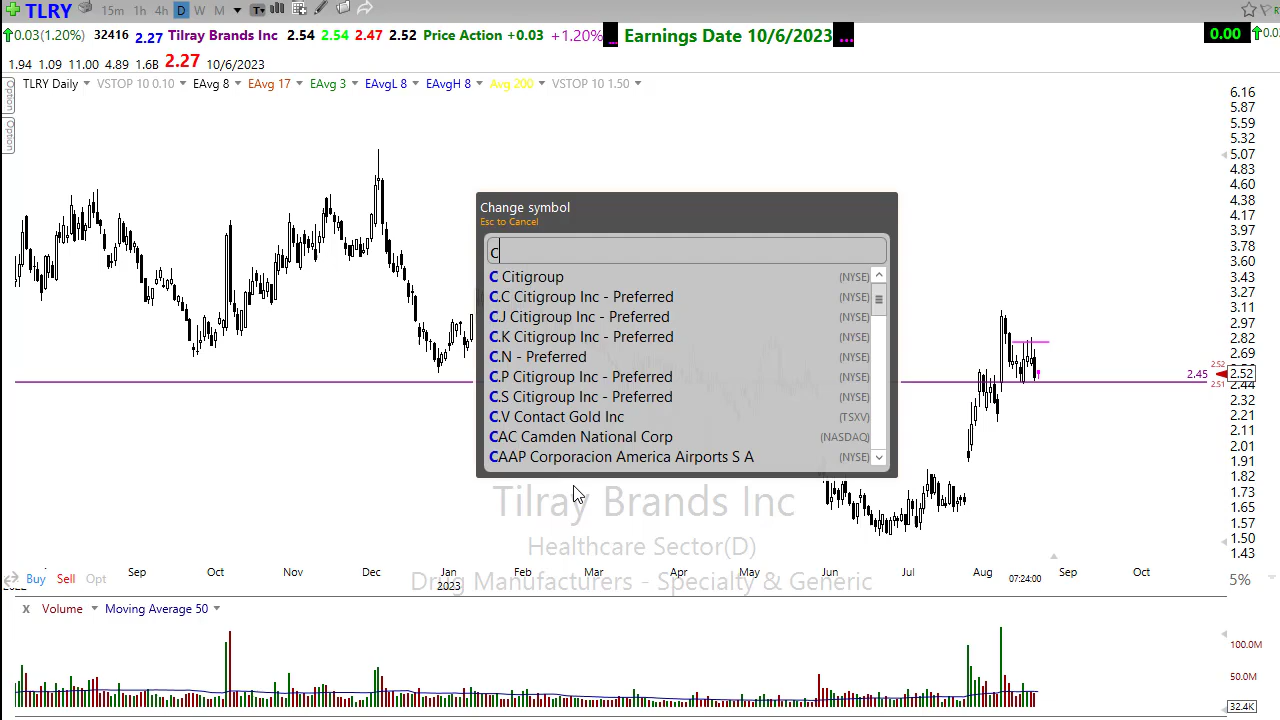 TLRY 15m 1h 4h D W M T
0.03(1.20%) 32416 2.27 Tilray Brands Inc 2.54 2.54 2.47 2.52 Price Action +0.03 +1.20% ... Earnings Date 10/6/2023 ... 0.00
1.94 1.09 11.00 4.89 1.6B 2.27 10/6/2023
TLRY Daily VSTOP 10 0.10 EAvg 8 EAvg 17 EAvg 3 EAvgL 8 EAvgH 8 Avg 200 VSTOP 10 1.50
Option
Option
6.16
5.87
5.59
5.32
5.07
4.83
4.60
4.38
4.17
3.97
3.78
3.60
3.43
3.27
3.11
2.97
2.82
2.69
2.52
2.45
2.52
2.51
2.44
2.32
2.21
2.11
2.01
1.91
1.82
1.73
1.65
1.57
1.50
1.43
5%
Change symbol
Esc to Cancel
C
C Citigroup (NYSE)
C.C Citigroup Inc - Preferred (NYSE)
C.J Citigroup Inc - Preferred (NYSE)
C.K Citigroup Inc - Preferred (NYSE)
C.N - Preferred (NYSE)
C.P Citigroup Inc - Preferred (NYSE)
C.S Citigroup Inc - Preferred (NYSE)
C.V Contact Gold Inc (TSXV)
CAC Camden National Corp (NASDAQ)
CAAP Corporacion America Airports S A (NYSE)
Tilray Brands Inc
Healthcare Sector(D)
Drug Manufacturers - Specialty & Generic
Buy Sell Opt
Sep Oct Nov Dec Jan Feb Mar Apr May Jun Jul Aug 07:24:00 Sep Oct
2023
X Volume Moving Average 50
100.0M
50.0M
32.4K